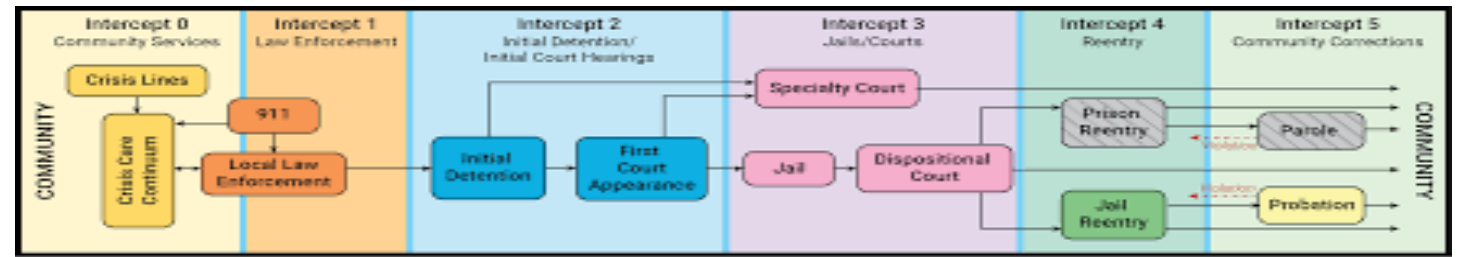 Intercept 0
Community Services
Intercept 1
Law Enforcement
Intercept 2
Initial Detention/
Initial Court Hearings
Intercept 3
Jails/Courts
Intercept 4
Reentry
Intercept 5
Community Corrections
COMMUNITY
Crisis Lines
Crisis Care
Continuum
911
Local Law
Enforcement
Initial
Detention
First
Court
Appearance
Specialty Court
Jail
Dispositional
Court
Prison
Reentry
Violation
Parole
Jail
Reentry
Violation
Probation
COMMUNITY